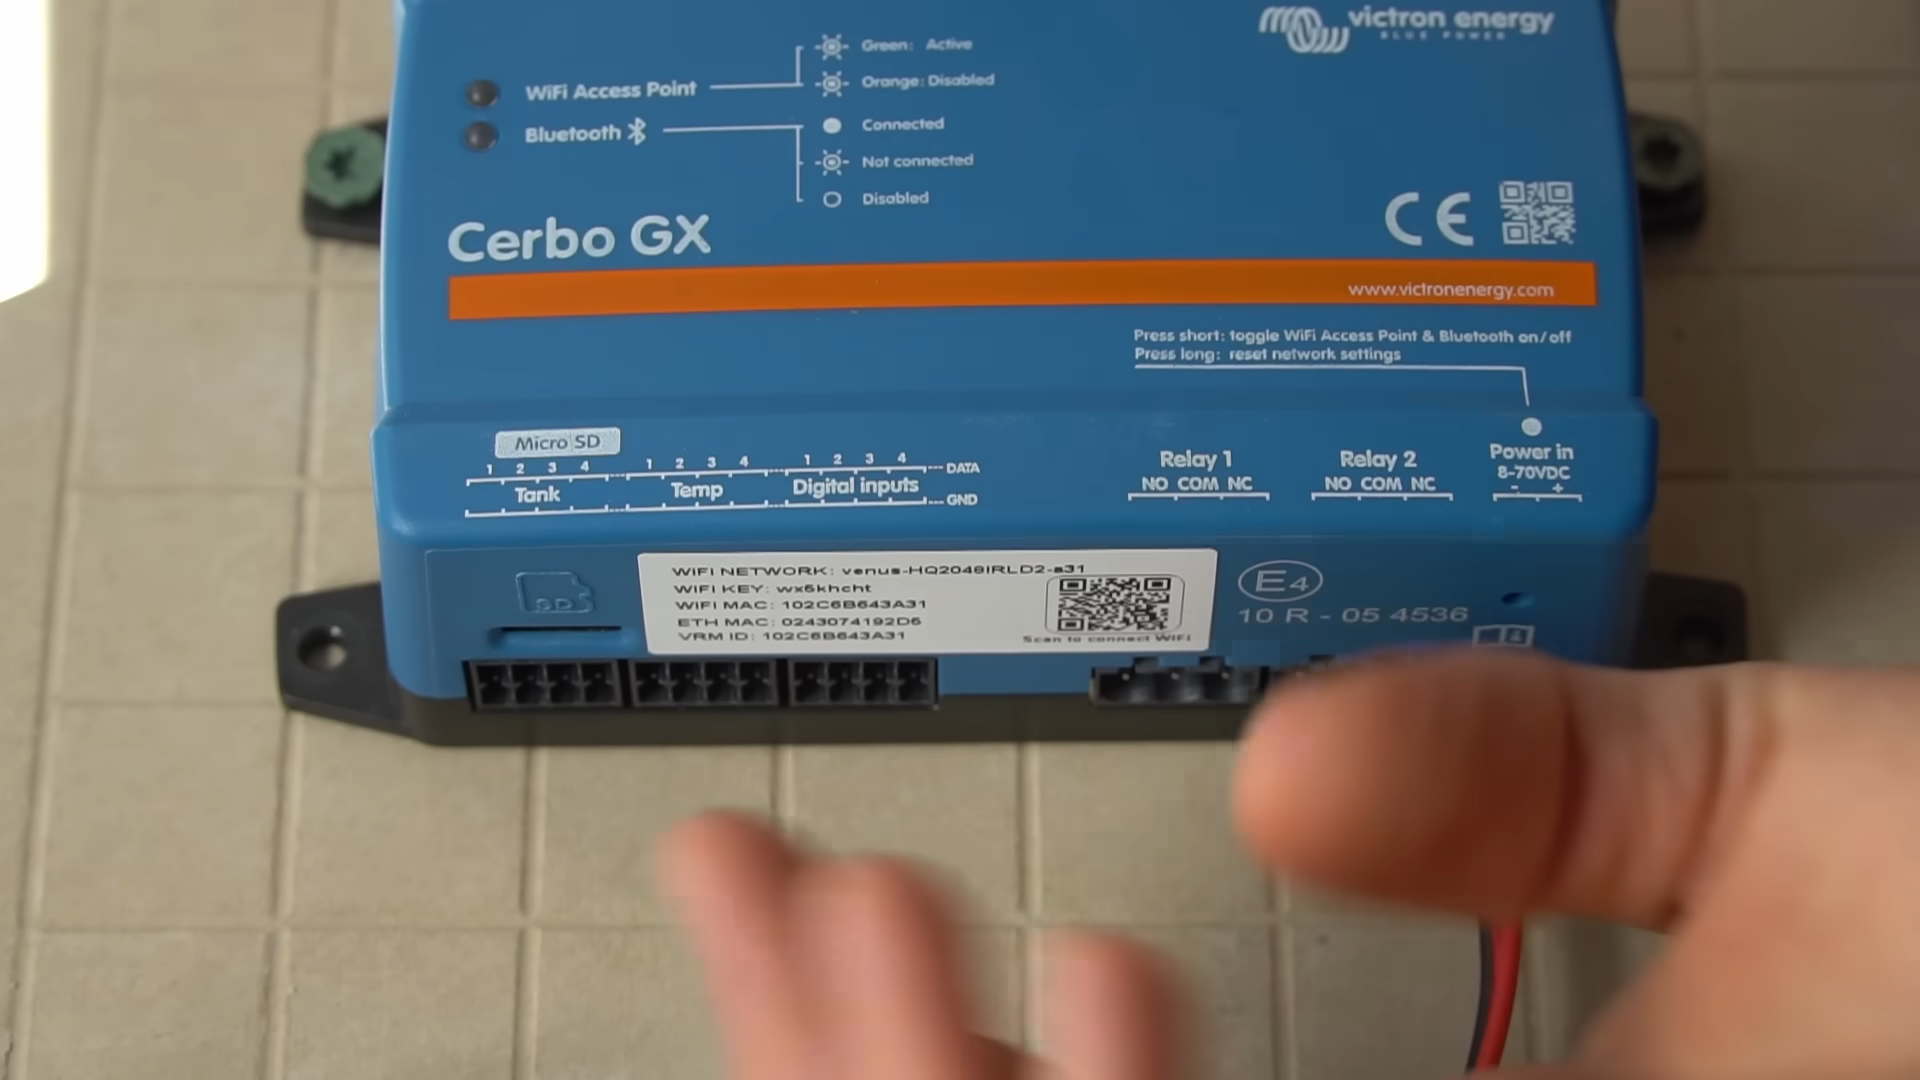 victron energy
BLUE POWER
WiFi Access Point
Green: Active
Orange: Disabled
Bluetooth
Connected
Not connected
Disabled
Cerbo GX
CE
www.victronenergy.com
Press short: toggle WiFi Access Point & Bluetooth on/off
Press long: reset network settings
Micro SD
1 2 3 4 1 2 3 4 1 2 3 4 DATA
Tank Temp Digital inputs
GND
Relay 1
NO COM NC
Relay 2
NO COM NC
Power in
8-70VDC
- +
WIFI NETWORK: venus-HQ2048IRLD2-a31
WIFI KEY: wx5khcht
WIFI MAC: 102C6B643A31
ETH MAC: 0243074192D6
VRM ID: 102C6B643A31
Scan to connect WiFi
E4
10 R - 05 4536